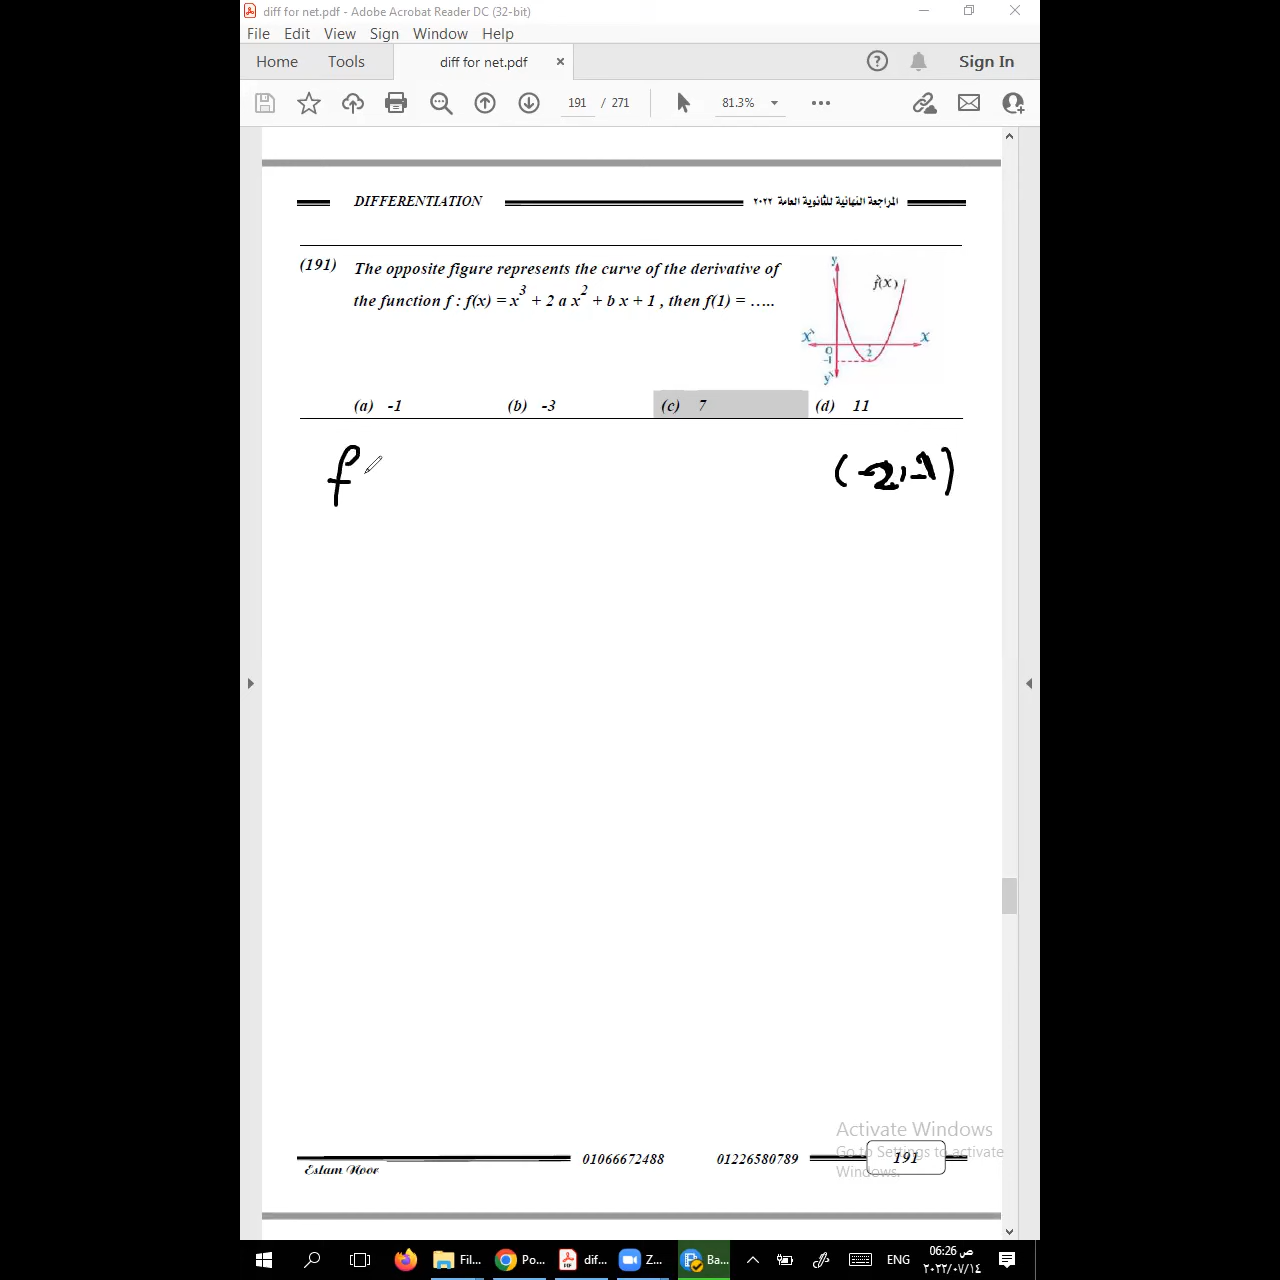 diff for net.pdf - Adobe Acrobat Reader DC (32-bit)
File Edit View Sign Window Help
Home Tools diff for net.pdf × Sign In
191 / 271 81.3%
DIFFERENTIATION المراجعة النهائية للثانوية العامة ٢٠٢٢
(191) The opposite figure represents the curve of the derivative of
the function f : f(x) = x³ + 2 a x² + b x + 1 , then f(1) = .....
y
f̀(x)
x̀ x
O 2
-1
ỳ
(a) -1 (b) -3 (c) 7 (d) 11
f (-2,-1)
Activate Windows
Go to Settings to activate
Windows.
Eslam Noor 01066672488 01226580789 191
Fil... Po... dif... Z... Ba... ENG
06:26 ص
٢٠٢٢/٠٧/١٤